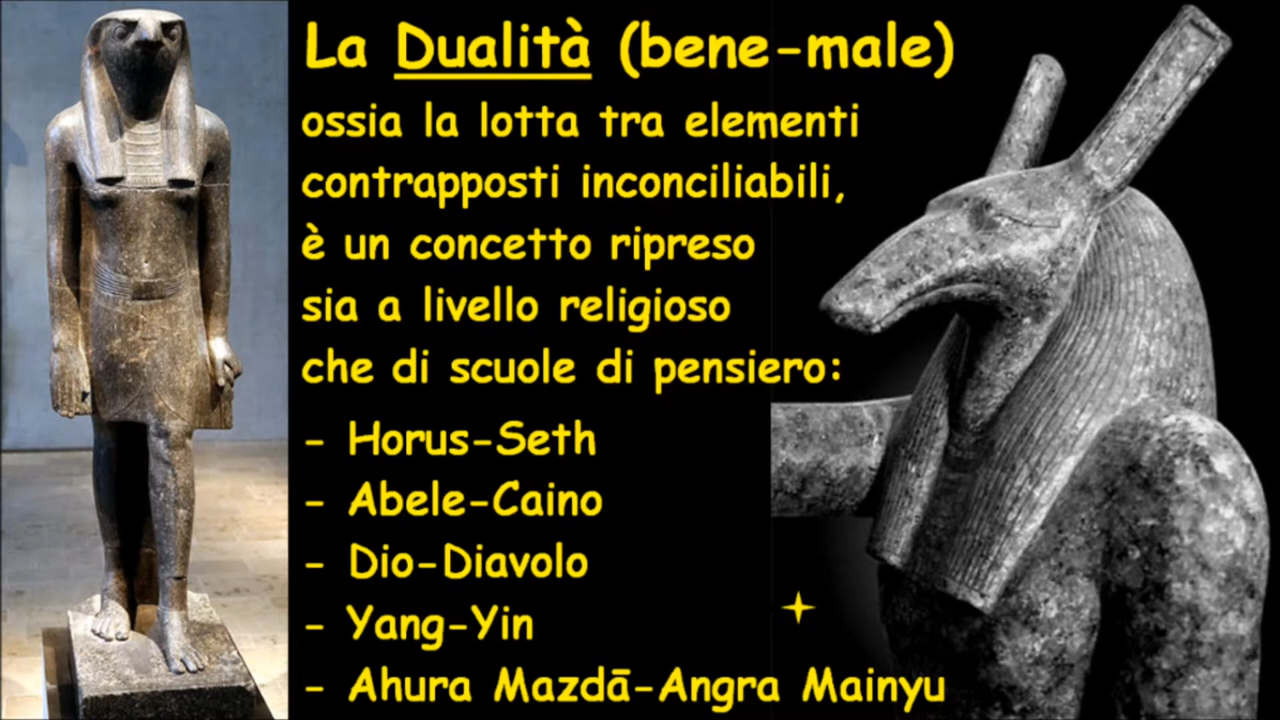 La Dualità (bene-male)
ossia la lotta tra elementi
contrapposti inconciliabili,
è un concetto ripreso
sia a livello religioso
che di scuole di pensiero:
- Horus-Seth
- Abele-Caino
- Dio-Diavolo
- Yang-Yin
- Ahura Mazdā-Angra Mainyu